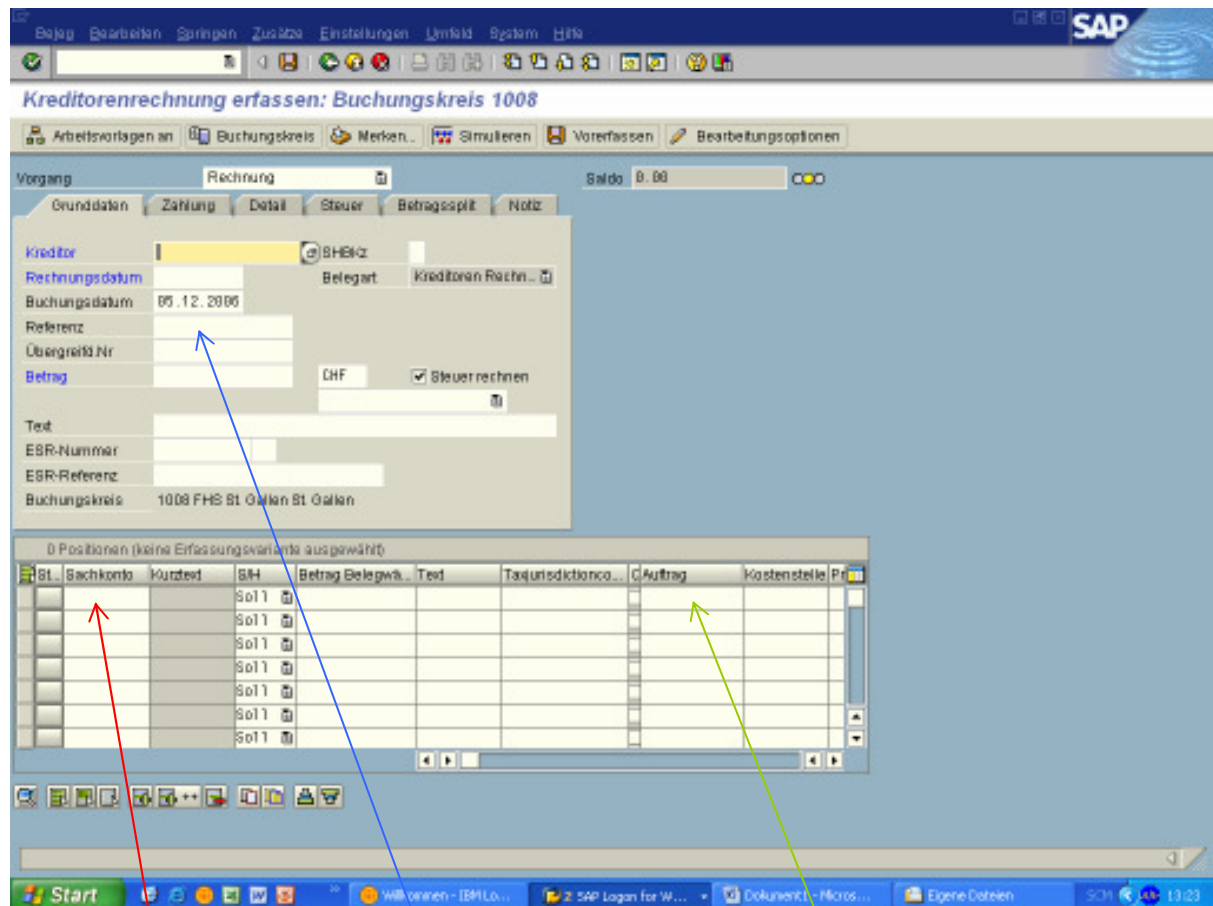 Beleg Bearbeiten Springen Zusätze Einstellungen Umfeld System Hilfe
SAP
Kreditorenrechnung erfassen: Buchungskreis 1008
Arbeitsvorlagen an Buchungskreis Merken... Simulieren Vorerfassen Bearbeitungsoptionen
Vorgang Rechnung Saldo 0.00
Grunddaten Zahlung Detail Steuer Betragssplit Notiz
Kreditor SHBKz
Rechnungsdatum Belegart Kreditoren Rechn...
Buchungsdatum 05.12.2006
Referenz
Übergreifd.Nr
Betrag CHF Steuer rechnen
Text
ESR-Nummer
ESR-Referenz
Buchungskreis 1008 FHS St.Gallen St.Gallen
0 Positionen (keine Erfassungsvariante ausgewählt)
St... Sachkonto Kurztext S/H Betrag Belegwä... Text Taxjurisdictionco... C Auftrag Kostenstelle Pr
Soll
Soll
Soll
Soll
Soll
Soll
Soll
Start Willkommen - IBM Lo... 2 SAP Logon for W... Dokument1 - Micros... Eigene Dateien 13:23